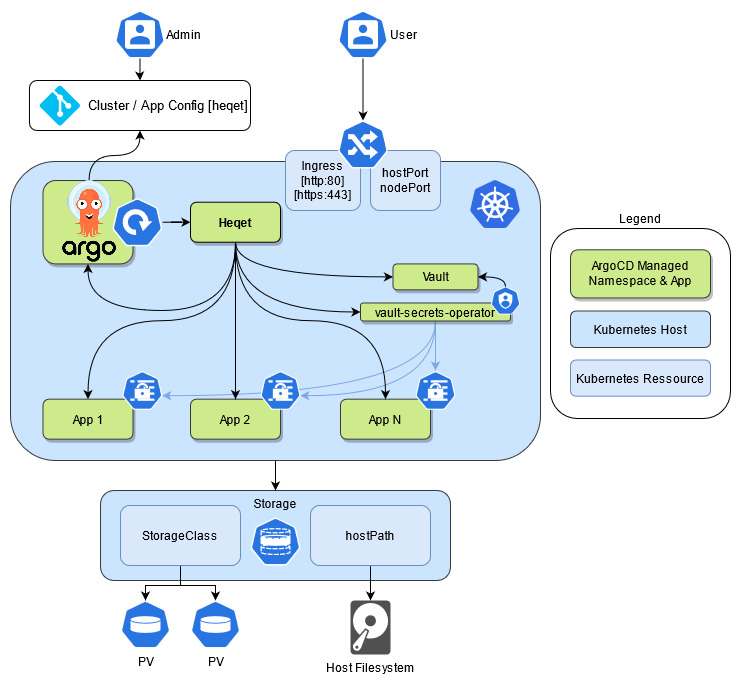 Admin
User
Cluster / App Config [heqet]
Ingress
[http:80]
[https:443]
hostPort
nodePort
argo
Heqet
Vault
vault-secrets-operator
App 1
App 2
App N
Legend
ArgoCD Managed
Namespace & App
Kubernetes Host
Kubernetes Ressource
Storage
StorageClass
hostPath
PV
PV
Host Filesystem